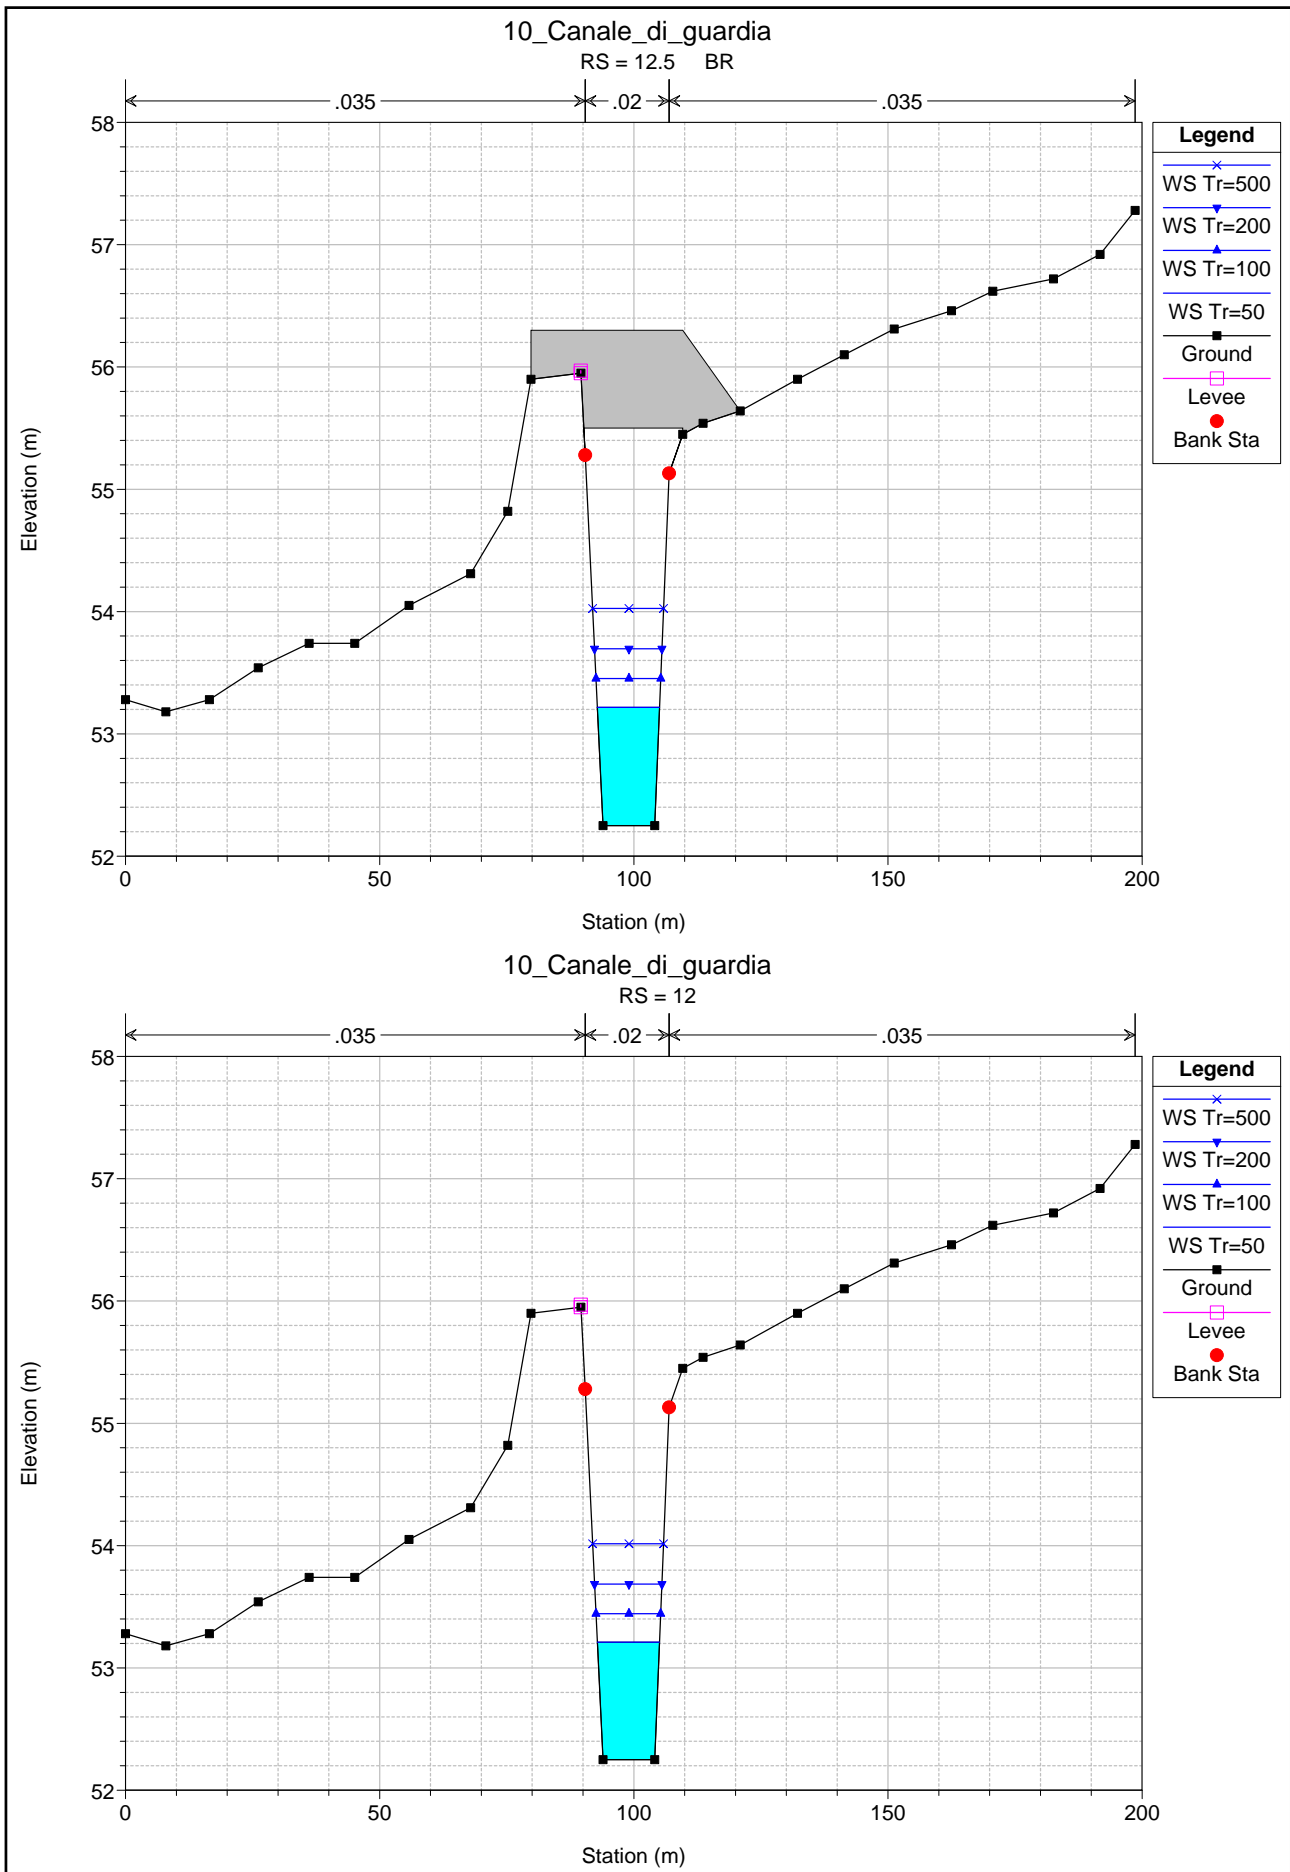 10_Canale_di_guardia
RS = 12.5 BR
.035 .02 .035
58
57
56
55
54
53
52
Elevation (m)
0 50 100 150 200
Station (m)
Legend
WS Tr=500
WS Tr=200
WS Tr=100
WS Tr=50
Ground
Levee
Bank Sta
10_Canale_di_guardia
RS = 12
.035 .02 .035
58
57
56
55
54
53
52
Elevation (m)
0 50 100 150 200
Station (m)
Legend
WS Tr=500
WS Tr=200
WS Tr=100
WS Tr=50
Ground
Levee
Bank Sta